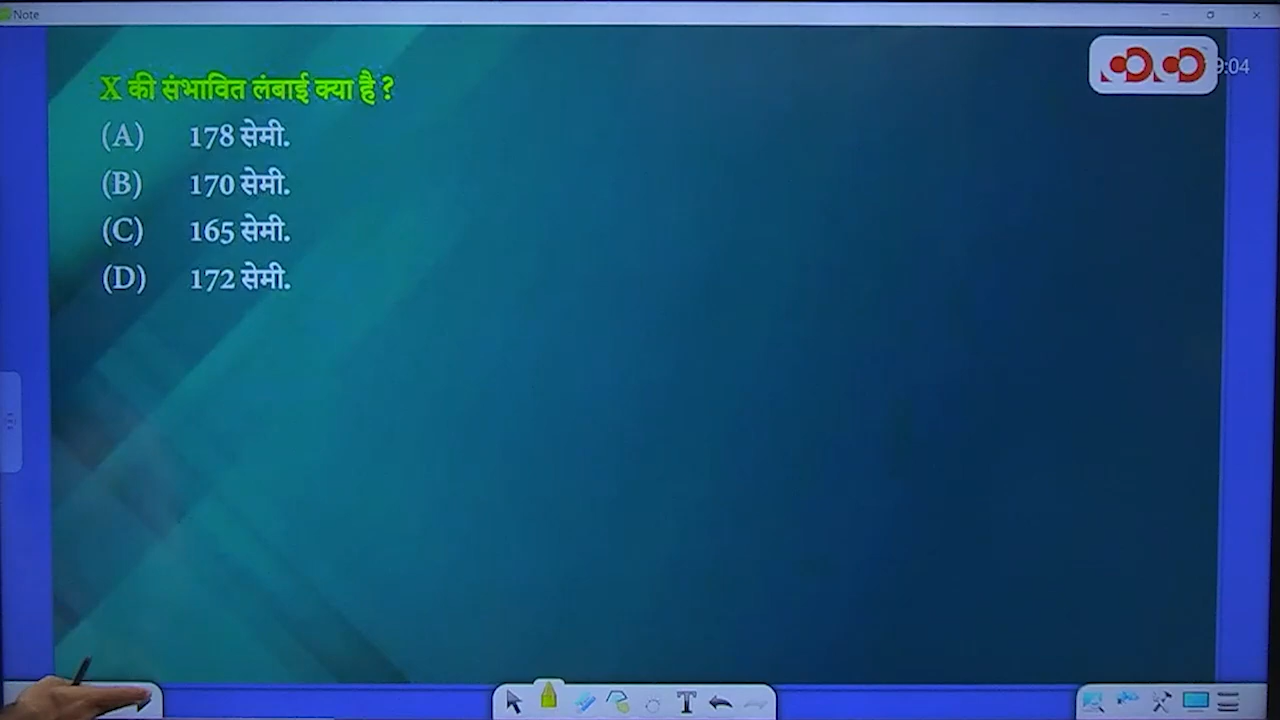 Note
X की संभावित लंबाई क्या है ?
(A) 178 सेमी.
(B) 170 सेमी.
(C) 165 सेमी.
(D) 172 सेमी.
9:04
T